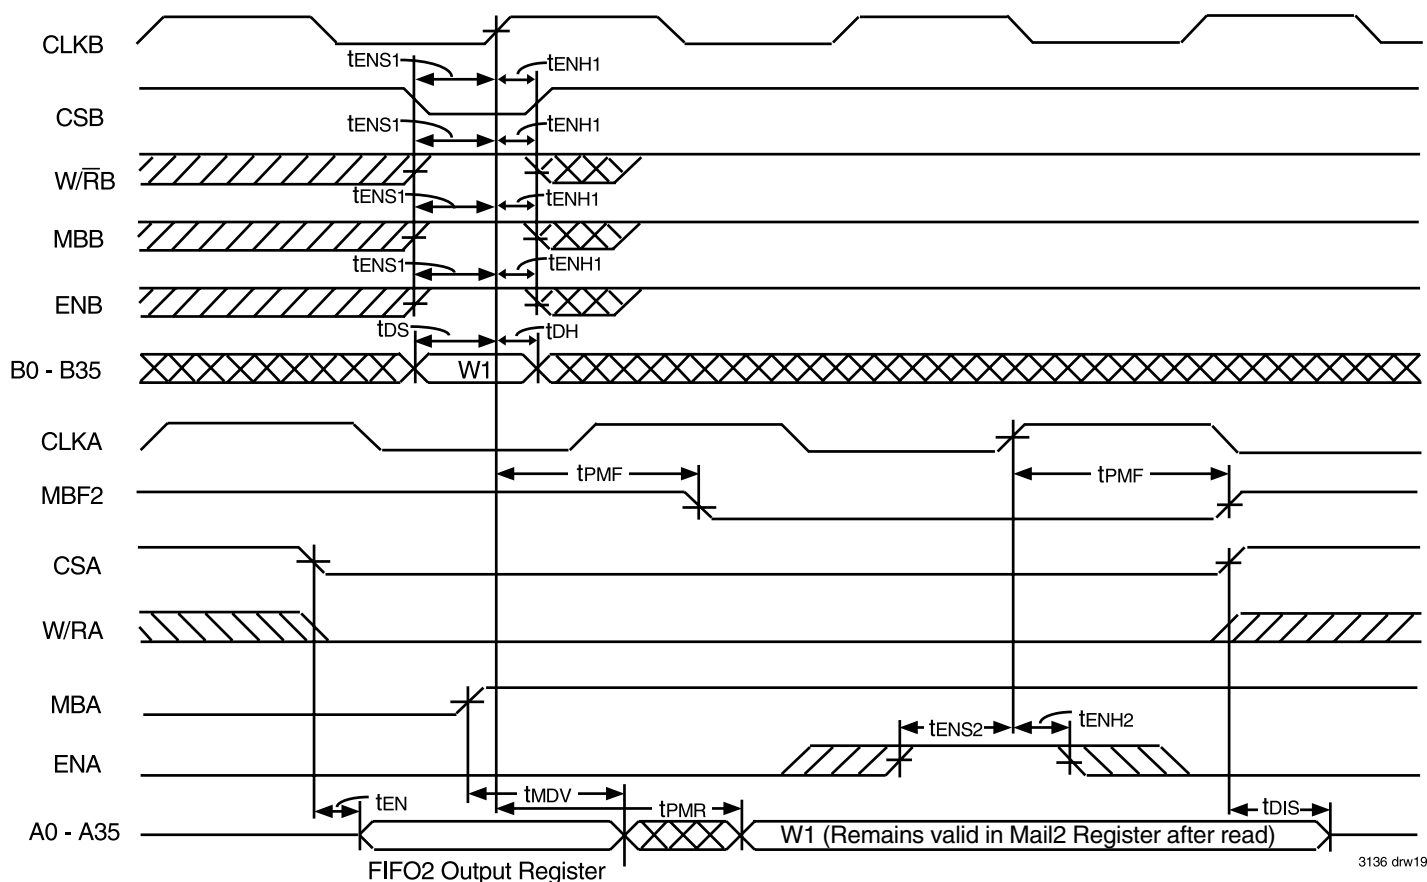 CLKB
tENS1 tENH1
CSB
tENS1 tENH1
W/R̅B
tENS1 tENH1
MBB
tENS1 tENH1
ENB
tDS tDH
B0 - B35 W1
CLKA
tPMF tPMF
MBF2
CSA
W/RA
MBA
tENS2 tENH2
ENA
tEN tMDV tPMR tDIS
A0 - A35 W1 (Remains valid in Mail2 Register after read)
FIFO2 Output Register
3136 drw19